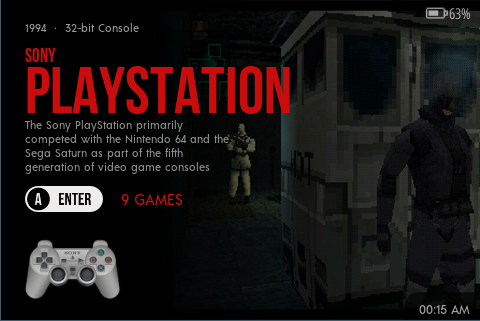 63%
1994 · 32-bit Console
SONY
PLAYSTATION
The Sony PlayStation primarily
competed with the Nintendo 64 and the
Sega Saturn as part of the fifth
generation of video game consoles
A ENTER
9 GAMES
SONY
00:15 AM